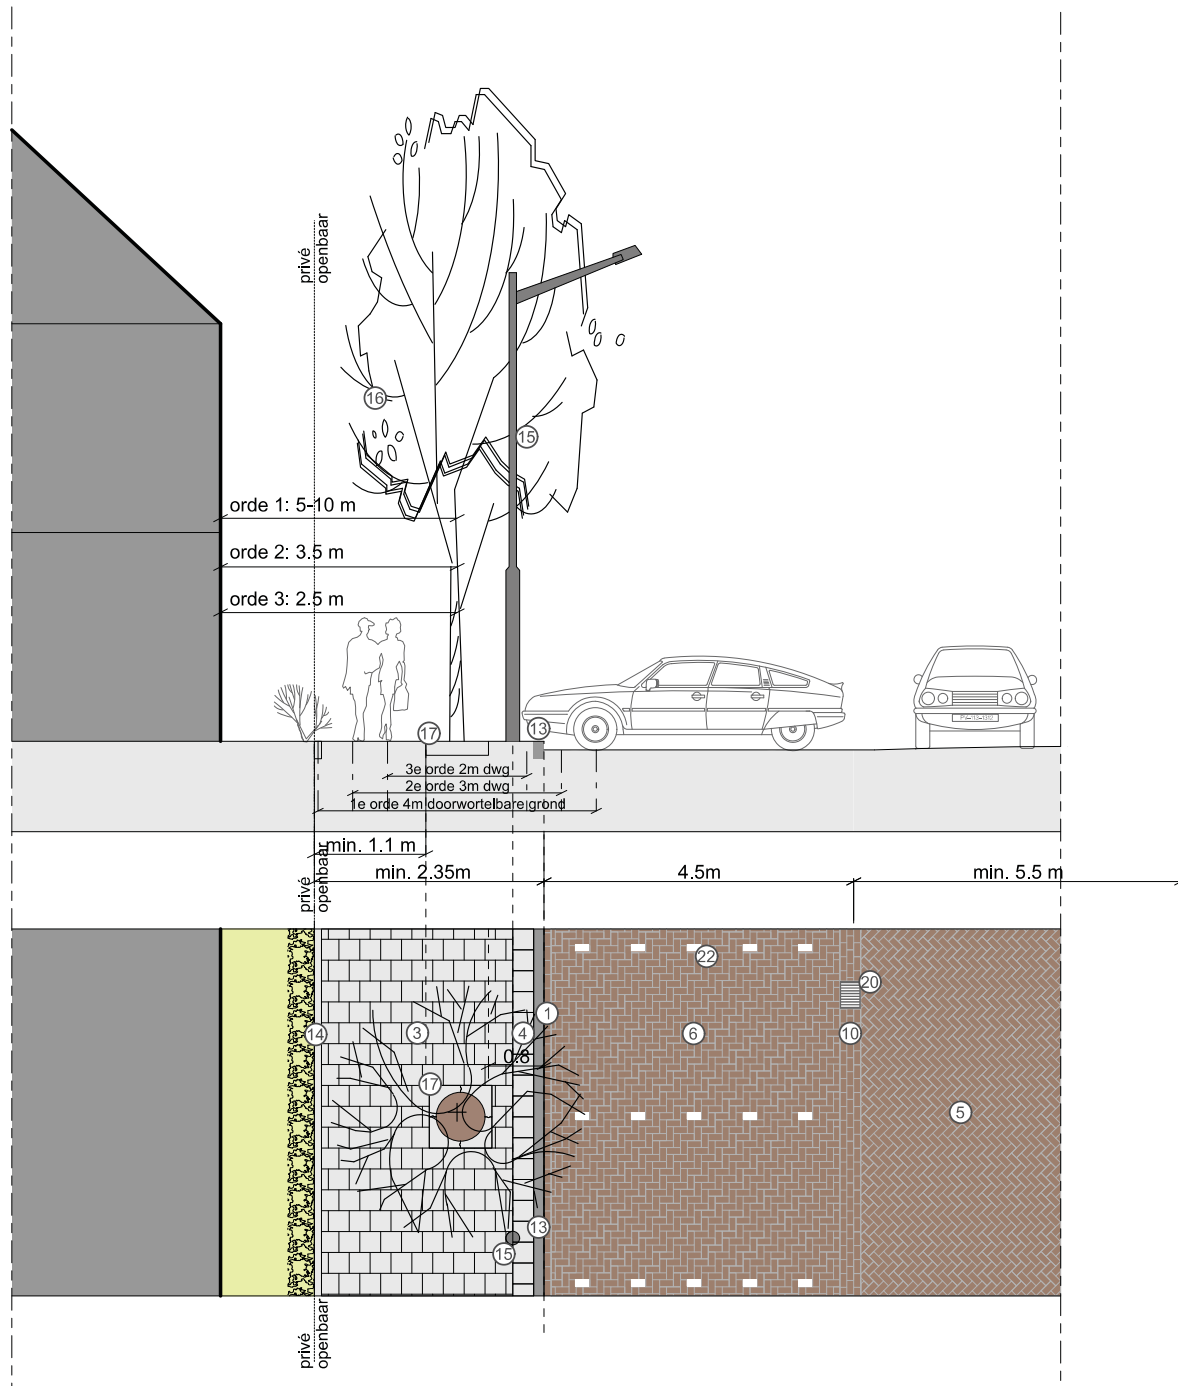 privé
openbaar
16
15
orde 1: 5-10 m
orde 2: 3.5 m
orde 3: 2.5 m
17
13
3e orde 2m dwg
2e orde 3m dwg
1e orde 4m doorwortelbare grond
min. 1.1 m
min. 2.35m
4.5m
min. 5.5 m
privé
openbaar
22
20
1
14
3
4
6
10
0.8
17
5
13
15
privé
openbaar